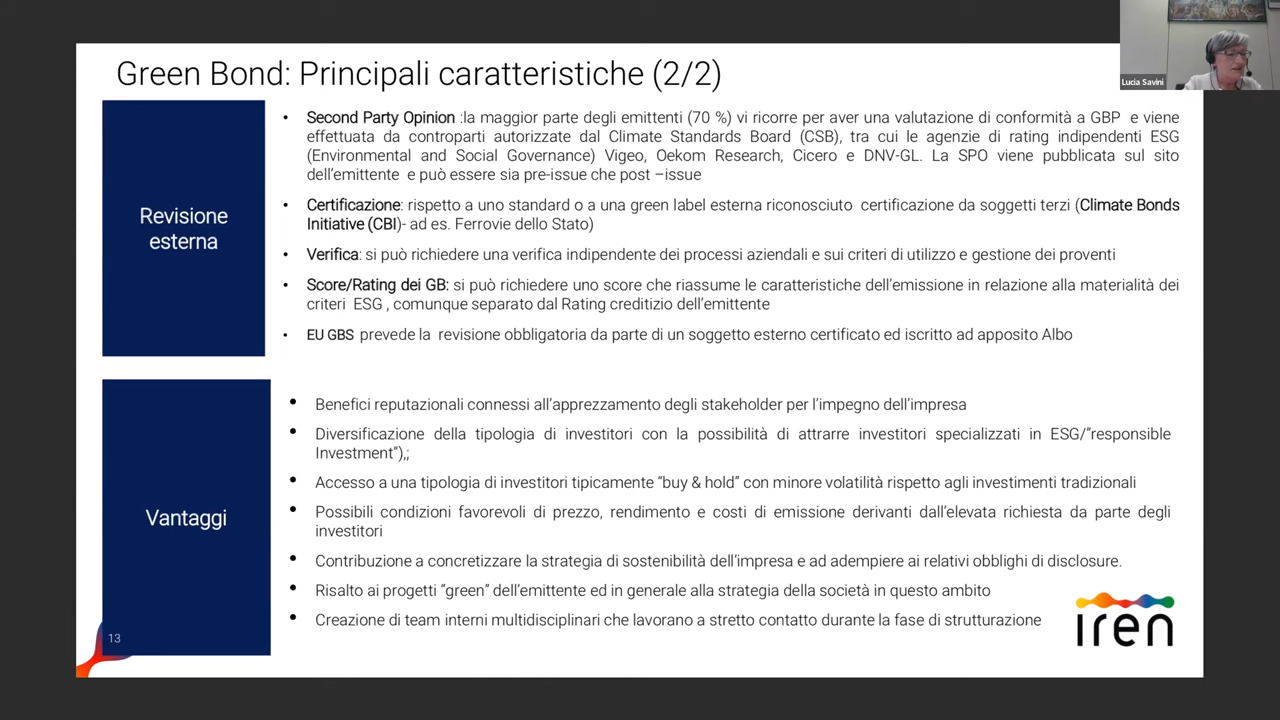 Green Bond: Principali caratteristiche (2/2)
Lucia Savini
Revisione
esterna
• Second Party Opinion :la maggior parte degli emittenti (70 %) vi ricorre per aver una valutazione di conformità a GBP e viene
effettuata da controparti autorizzate dal Climate Standards Board (CSB), tra cui le agenzie di rating indipendenti ESG
(Environmental and Social Governance) Vigeo, Oekom Research, Cicero e DNV-GL. La SPO viene pubblicata sul sito
dell’emittente e può essere sia pre-issue che post –issue
• Certificazione: rispetto a uno standard o a una green label esterna riconosciuto certificazione da soggetti terzi (Climate Bonds
Initiative (CBI)- ad es. Ferrovie dello Stato)
• Verifica: si può richiedere una verifica indipendente dei processi aziendali e sui criteri di utilizzo e gestione dei proventi
• Score/Rating dei GB: si può richiedere uno score che riassume le caratteristiche dell’emissione in relazione alla materialità dei
criteri ESG , comunque separato dal Rating creditizio dell’emittente
• EU GBS prevede la revisione obbligatoria da parte di un soggetto esterno certificato ed iscritto ad apposito Albo
Vantaggi
• Benefici reputazionali connessi all’apprezzamento degli stakeholder per l’impegno dell’impresa
• Diversificazione della tipologia di investitori con la possibilità di attrarre investitori specializzati in ESG/“responsible
Investment”),;
• Accesso a una tipologia di investitori tipicamente “buy & hold” con minore volatilità rispetto agli investimenti tradizionali
• Possibili condizioni favorevoli di prezzo, rendimento e costi di emissione derivanti dall’elevata richiesta da parte degli
investitori
• Contribuzione a concretizzare la strategia di sostenibilità dell’impresa e ad adempiere ai relativi obblighi di disclosure.
• Risalto ai progetti “green” dell’emittente ed in generale alla strategia della società in questo ambito
• Creazione di team interni multidisciplinari che lavorano a stretto contatto durante la fase di strutturazione
13
iren